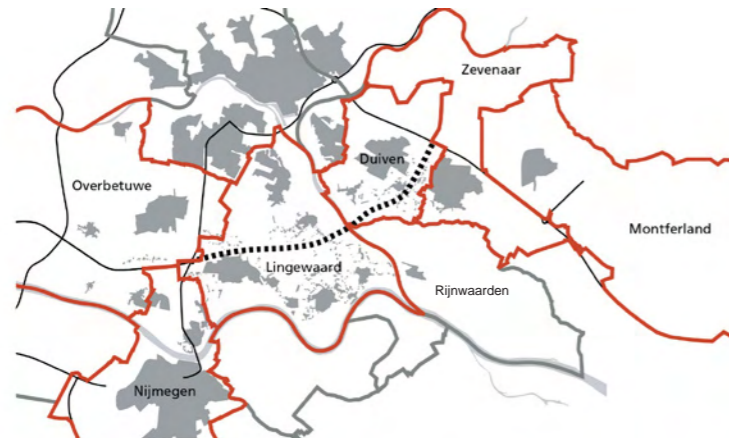 Zevenaar
Duiven
Overbetuwe
Montferland
Lingewaard
Rijnwaarden
Nijmegen